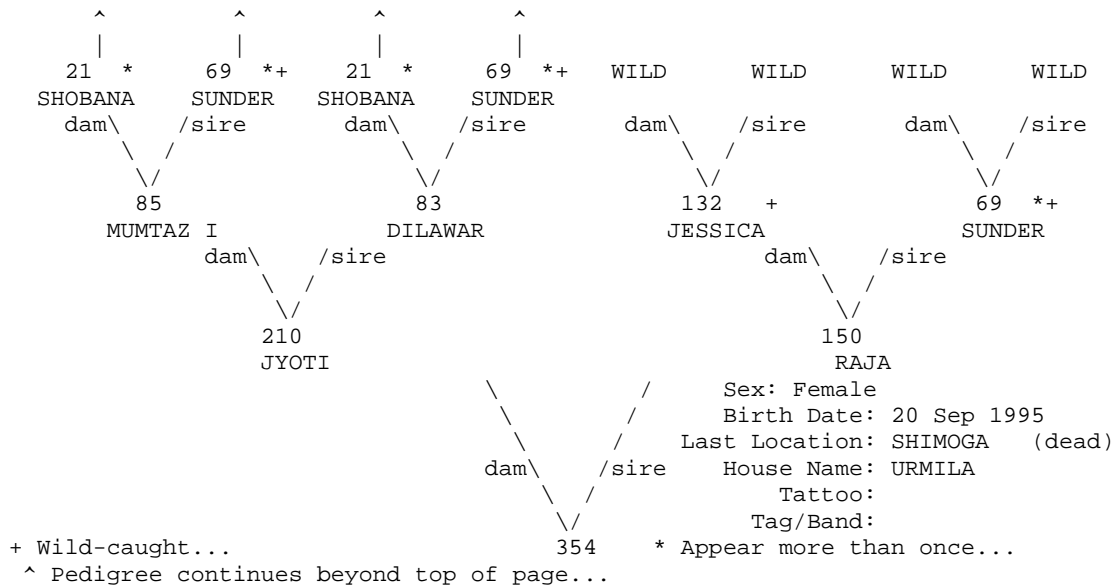 ^ ^ ^ ^
| | | |
21 * 69 *+ 21 * 69 *+ WILD WILD WILD WILD
SHOBANA SUNDER SHOBANA SUNDER
dam\ /sire dam\ /sire dam\ /sire dam\ /sire
\ / \ / \ / \ /
\/ \/ \/ \/
85 83 132 + 69 *+
MUMTAZ I DILAWAR JESSICA SUNDER
dam\ /sire dam\ /sire
\ / \ /
\/ \/
210 150
JYOTI RAJA
\ / Sex: Female
\ / Birth Date: 20 Sep 1995
\ / Last Location: SHIMOGA (dead)
dam\ /sire House Name: URMILA
\ / Tattoo:
\/ Tag/Band:
+ Wild-caught... 354 * Appear more than once...
^ Pedigree continues beyond top of page...